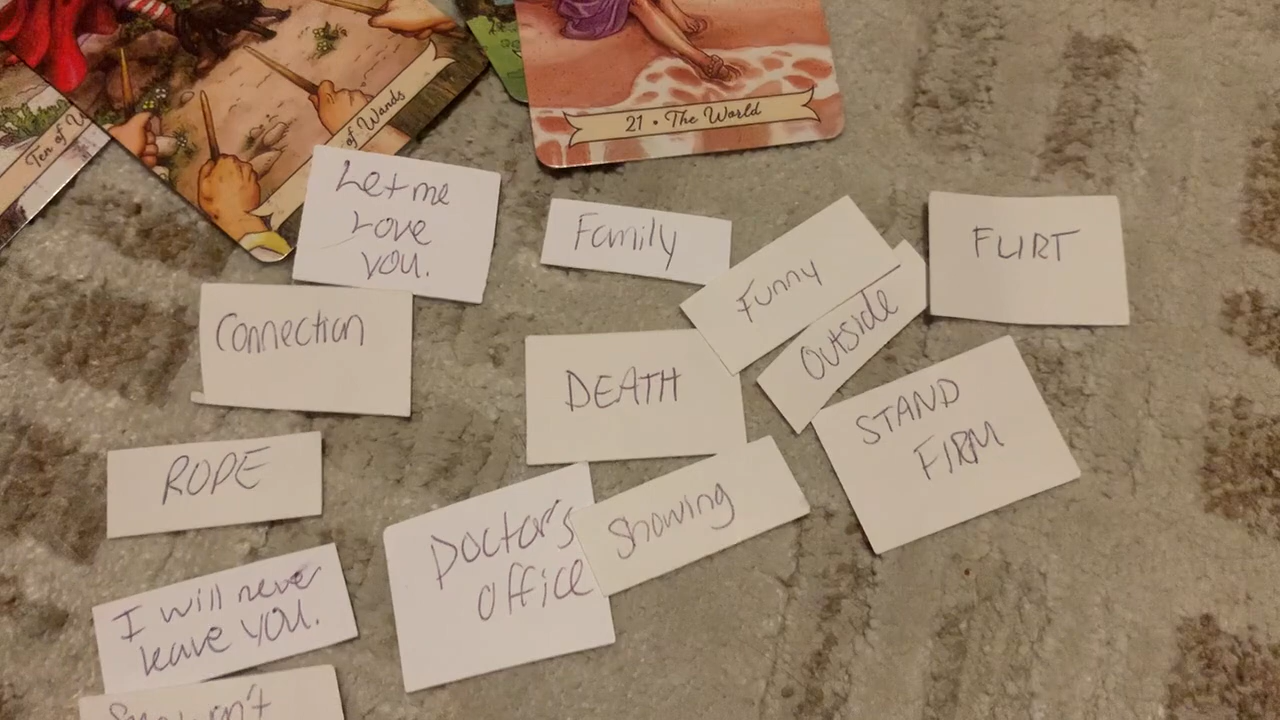 Ten of
of Wands
21 • The World
Let me
Love
you.
Family
Funny
Outside
FLIRT
Connection
DEATH
STAND
FIRM
ROPE
Doctor's
office
Showing
I will never
leave you.